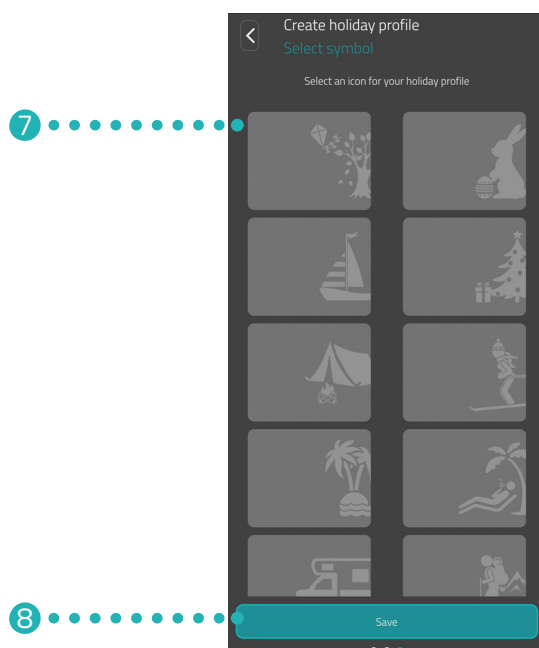 Create holiday profile
Select symbol
Select an icon for your holiday profile
7
8
Save